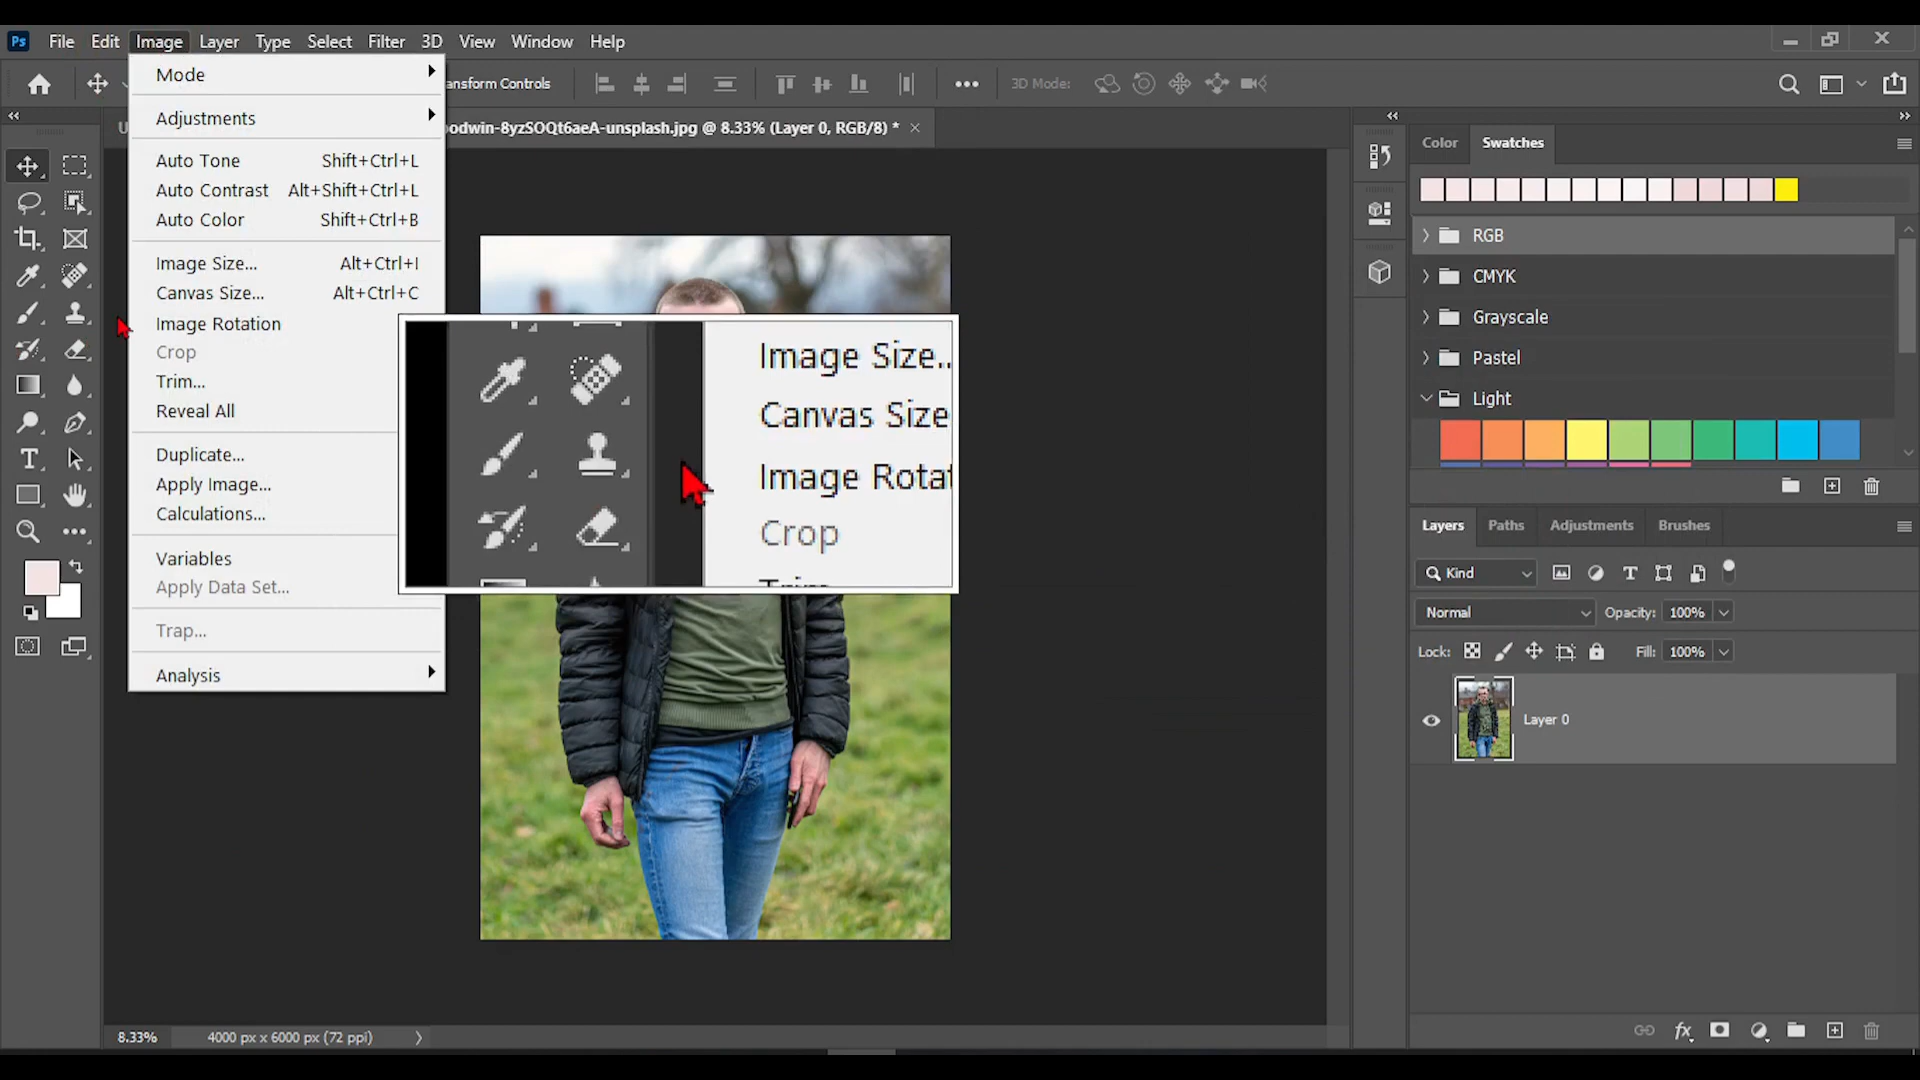 Ps File Edit Image Layer Type Select Filter 3D View Window Help
ansform Controls 3D Mode:
odwin-8yzSOQt6aeA-unsplash.jpg @ 8.33% (Layer 0, RGB/8) *
Mode
Adjustments
Auto Tone Shift+Ctrl+L
Auto Contrast Alt+Shift+Ctrl+L
Auto Color Shift+Ctrl+B
Image Size... Alt+Ctrl+I
Canvas Size... Alt+Ctrl+C
Image Rotation
Crop
Trim...
Reveal All
Duplicate...
Apply Image...
Calculations...
Variables
Apply Data Set...
Trap...
Analysis
Image Size..
Canvas Size
Image Rotat
Crop
Trim
Color Swatches
RGB
CMYK
Grayscale
Pastel
Light
Layers Paths Adjustments Brushes
Kind
Normal Opacity: 100%
Lock: Fill: 100%
Layer 0
8.33% 4000 px x 6000 px (72 ppi)